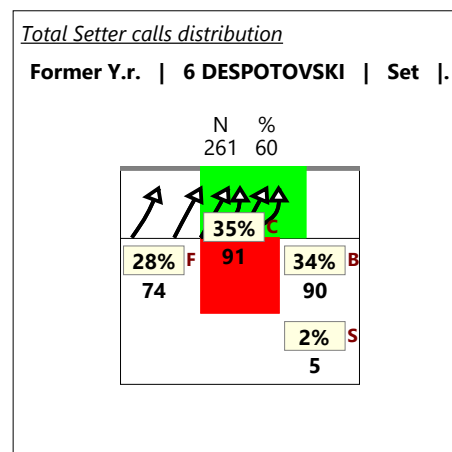 Total Setter calls distribution
Former Y.r. | 6 DESPOTOVSKI | Set |.
N %
261 60
35% C
91
28% F 34% B
74 90
2% S
5